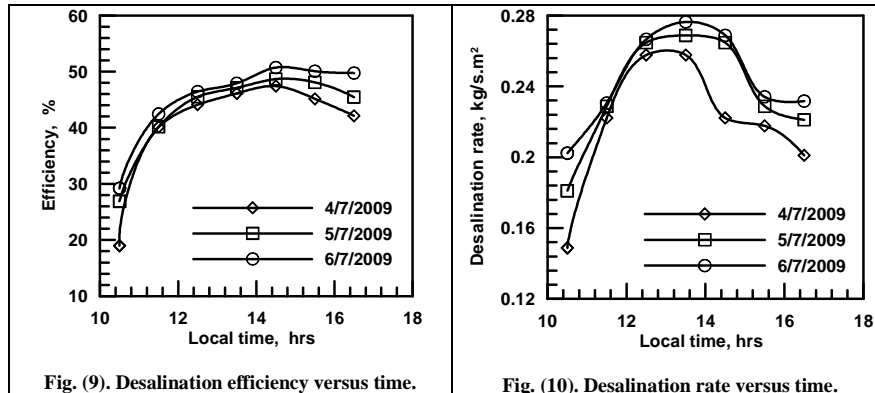 60
50
40
30
20
10
Efficiency, %
4/7/2009
5/7/2009
6/7/2009
10 12 14 16 18
Local time, hrs
Fig. (9). Desalination efficiency versus time.
0.28
0.24
0.2
0.16
0.12
Desalination rate, kg/s.m²
4/7/2009
5/7/2009
6/7/2009
10 12 14 16 18
Local time, hrs
Fig. (10). Desalination rate versus time.